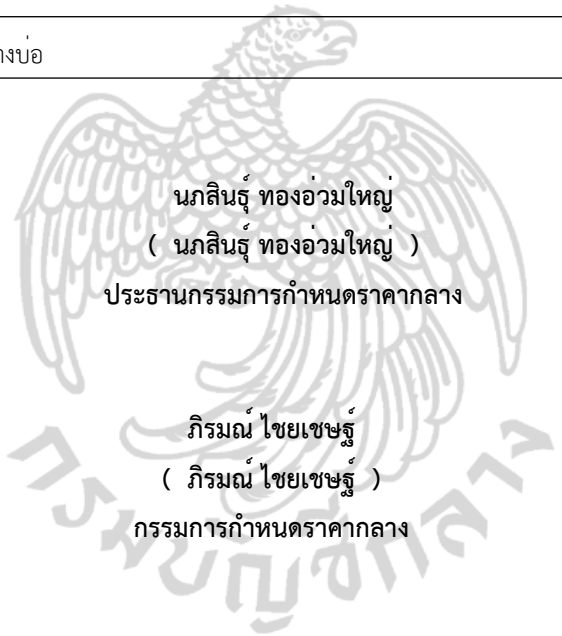 างบ่อ
นภสินธุ์ ทองอ่วมใหญ่
( นภสินธุ์ ทองอ่วมใหญ่ )
ประธานกรรมการกำหนดราคากลาง
ภิรมณ์ ไชยเชษฐ์
( ภิรมณ์ ไชยเชษฐ์ )
กรรมการกำหนดราคากลาง
กรมบัญชีกลาง